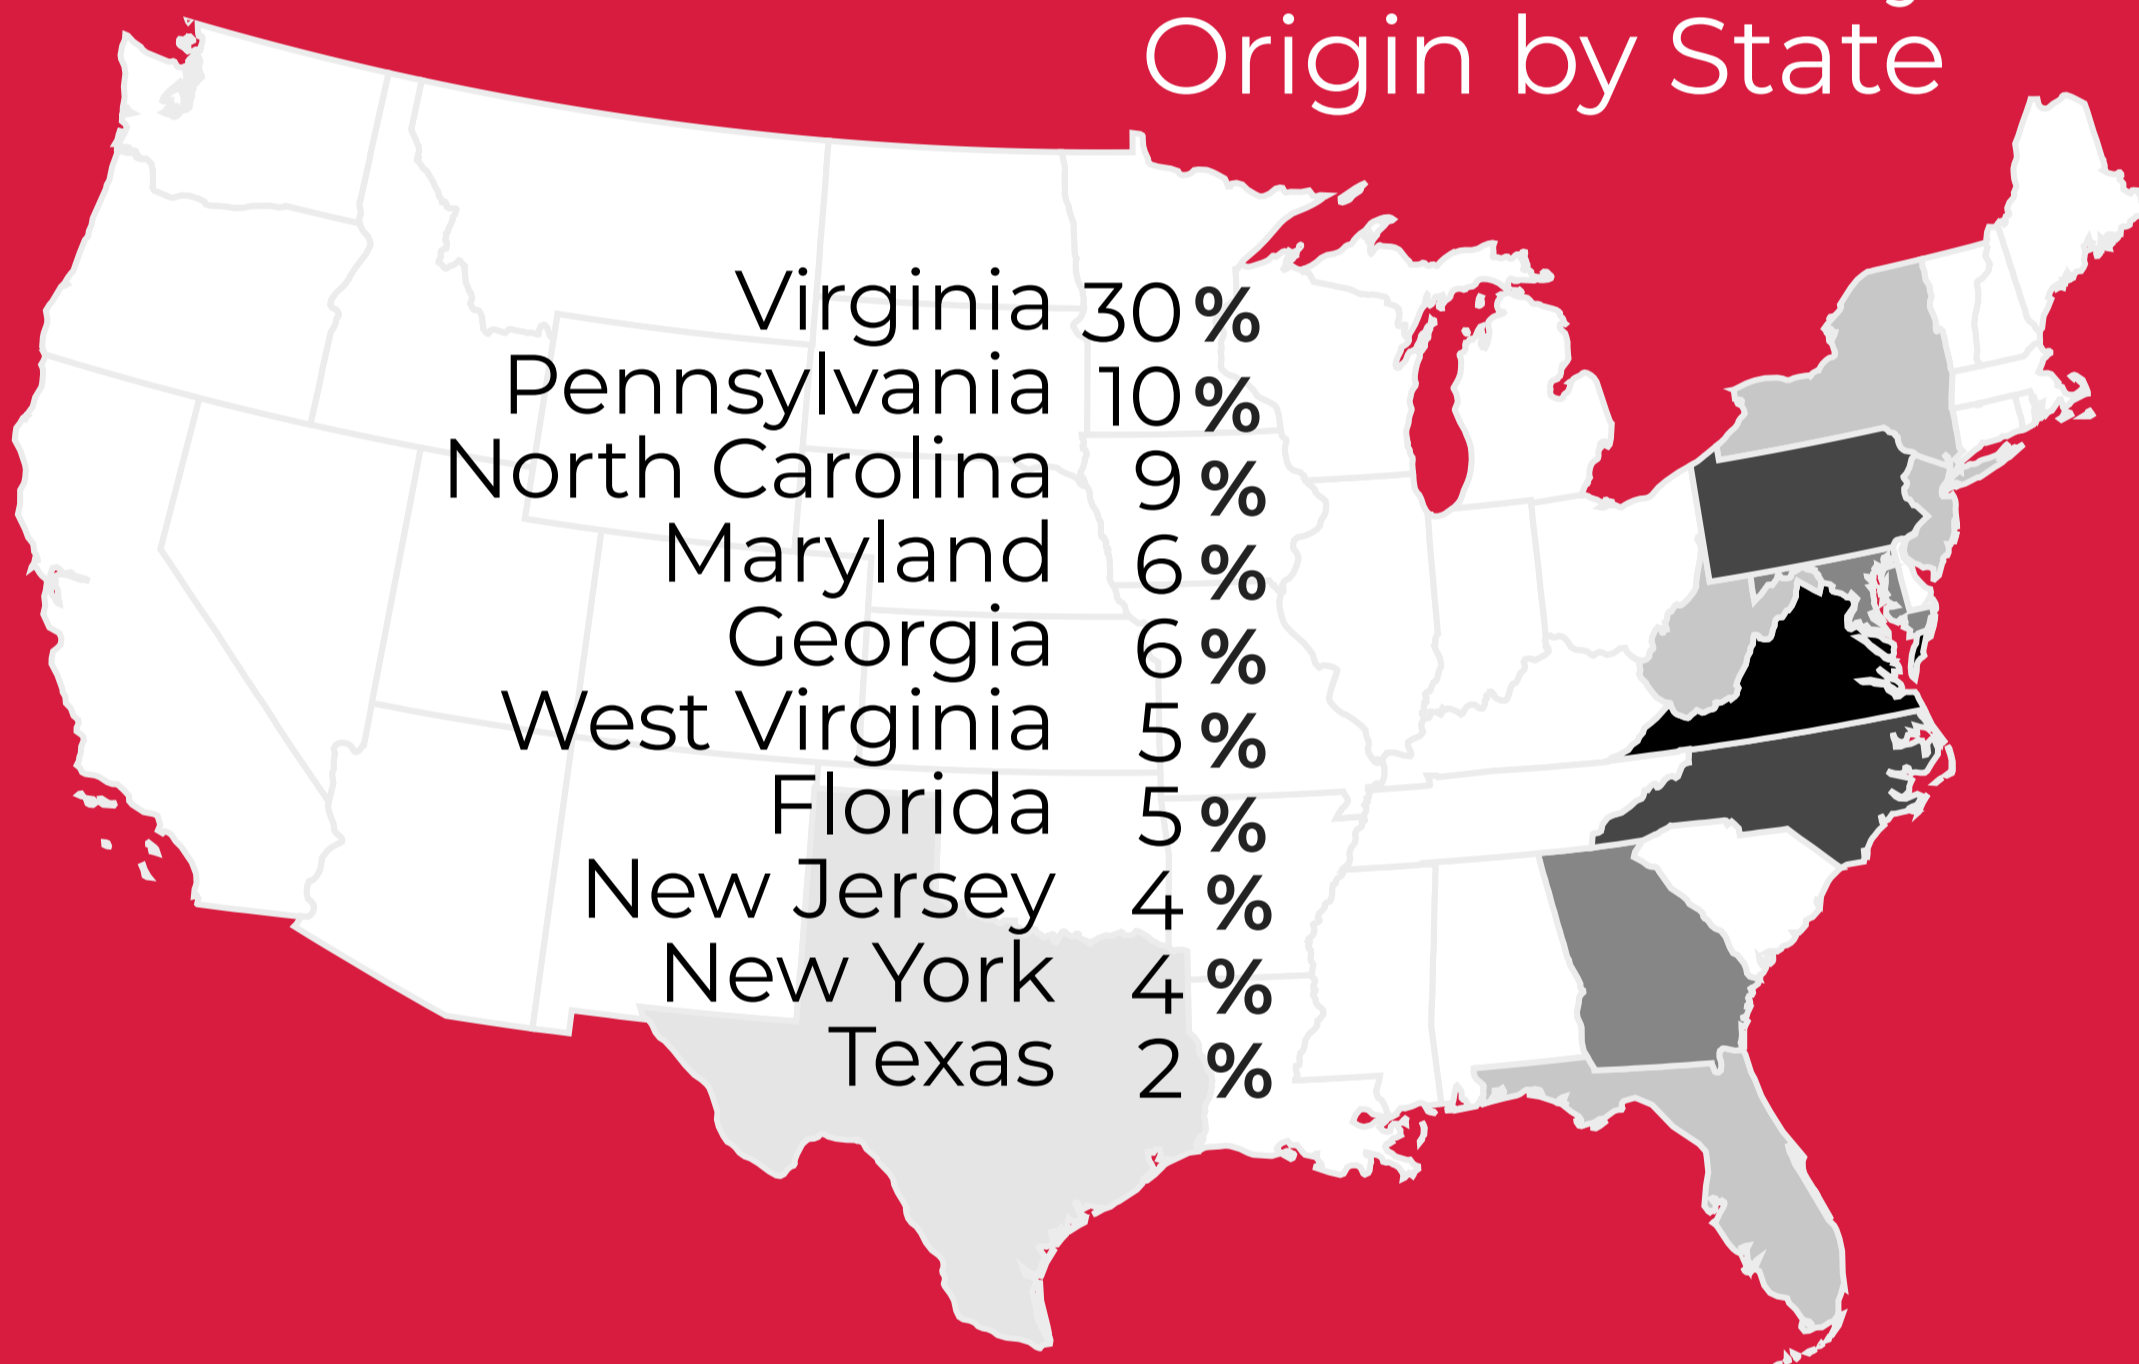 Origin by State
Virginia 30%
Pennsylvania 10%
North Carolina 9%
Maryland 6%
Georgia 6%
West Virginia 5%
Florida 5%
New Jersey 4%
New York 4%
Texas 2%